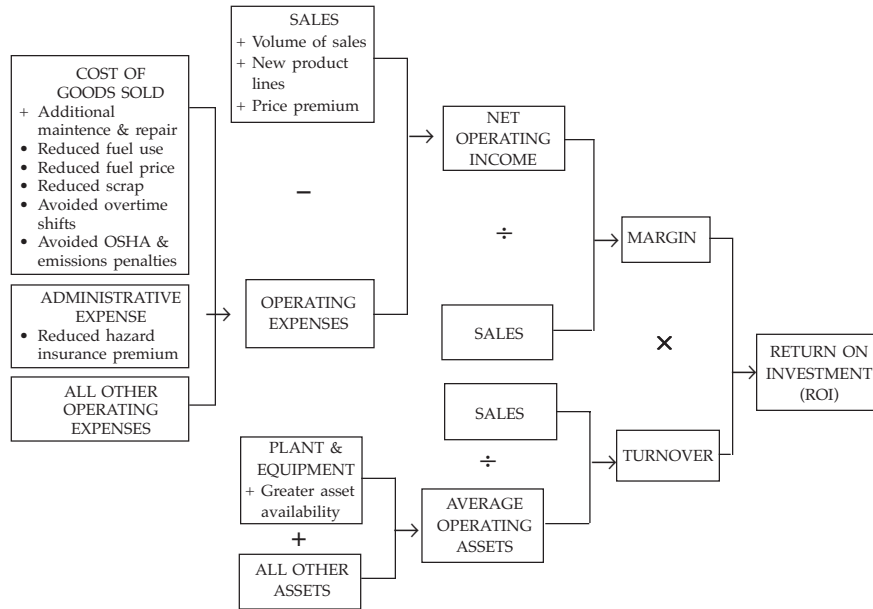 SALES
+ Volume of sales
+ New product
lines
+ Price premium
COST OF
GOODS SOLD
+ Additional
maintence & repair
• Reduced fuel use
• Reduced fuel price
• Reduced scrap
• Avoided overtime
shifts
• Avoided OSHA &
emissions penalties
NET
OPERATING
INCOME
−
÷
MARGIN
ADMINISTRATIVE
EXPENSE
• Reduced hazard
insurance premium
OPERATING
EXPENSES
SALES
×
RETURN ON
INVESTMENT
(ROI)
ALL OTHER
OPERATING
EXPENSES
SALES
÷
TURNOVER
PLANT &
EQUIPMENT
+ Greater asset
availability
+
AVERAGE
OPERATING
ASSETS
ALL OTHER
ASSETS